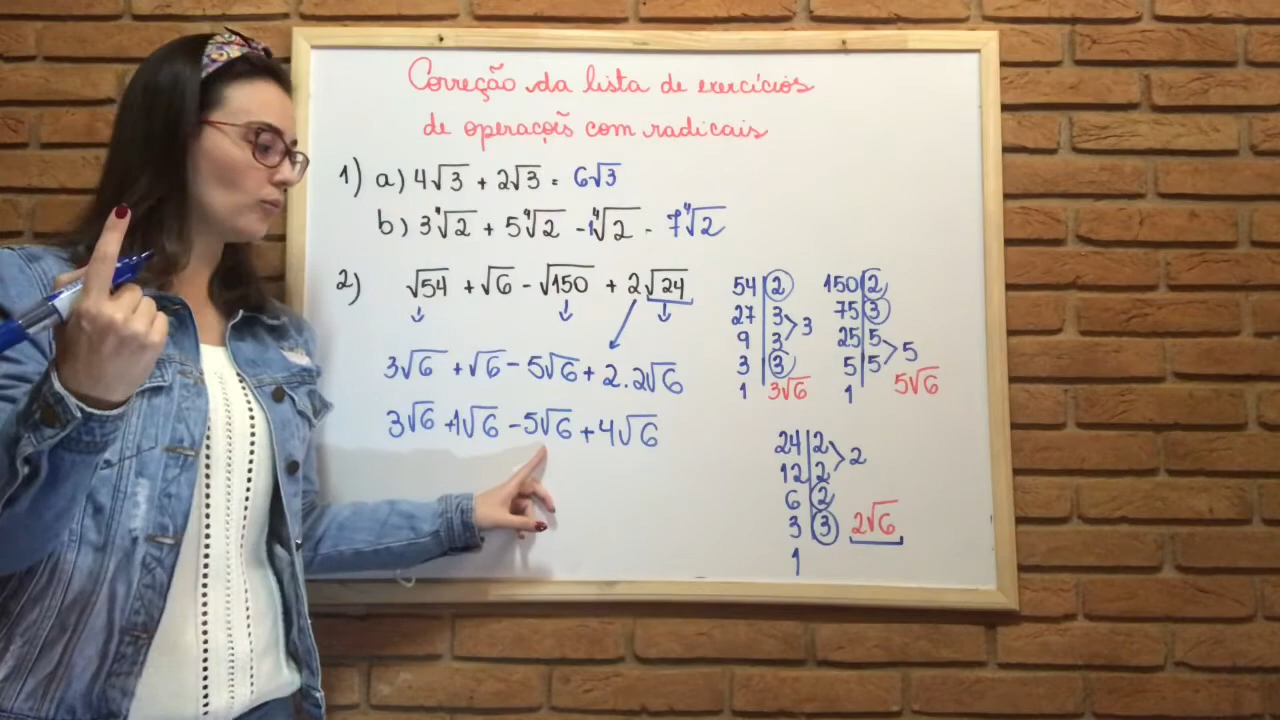 Correção da lista de exercícios
de operações com radicais
1) a) 4√3 + 2√3 = 6√3
b) 3⁴√2 + 5⁴√2 - 1⁴√2 - 7⁴√2
2) √54 + √6 - √150 + 2√24
↓ ↓ ↓
3√6 + √6 - 5√6 + 2.2√6
3√6 + 1√6 - 5√6 + 4√6
54 | 2
27 | 3
9 | 3 > 3
3 | 3
1 3√6
150 | 2
75 | 3
25 | 5
5 | 5 > 5
1 5√6
24 | 2
12 | 2 > 2
6 | 2
3 | 3 2√6
1